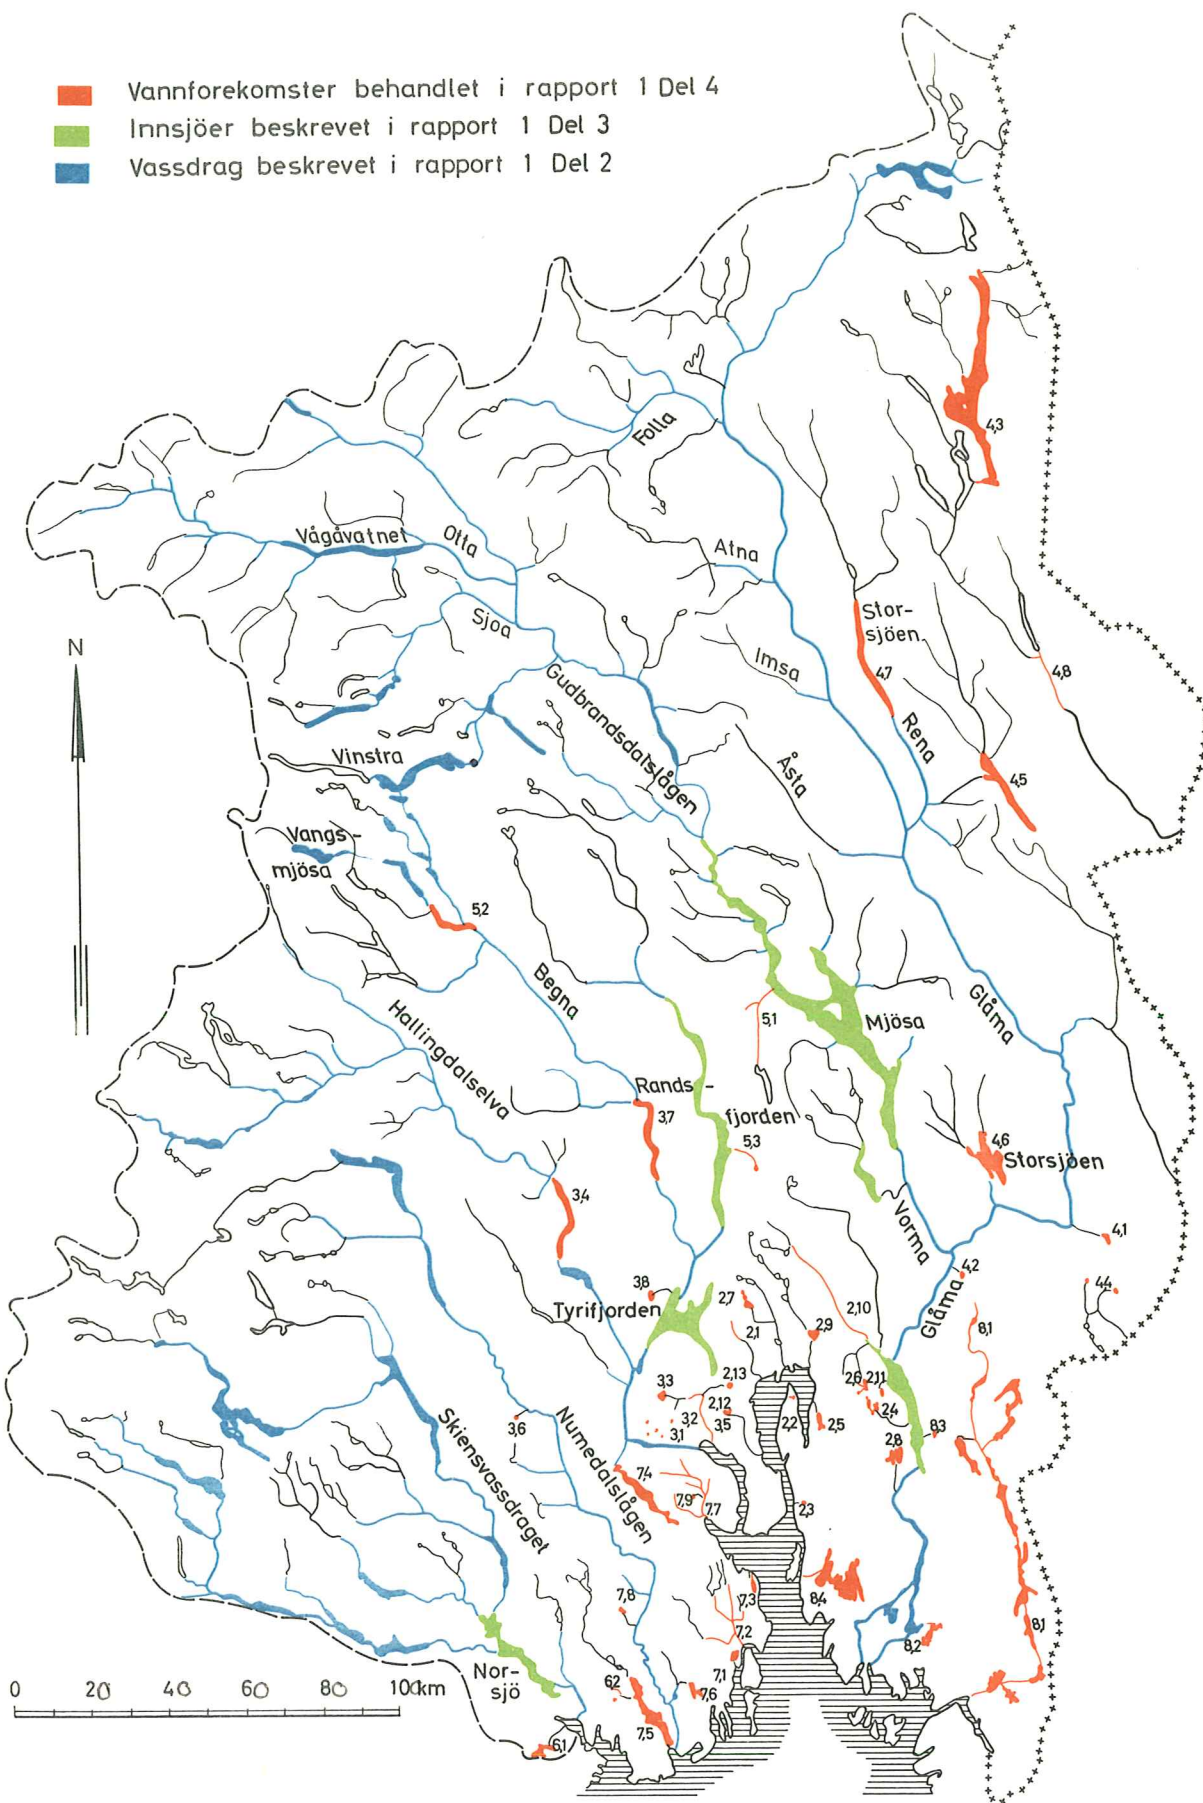 Vannforekomster behandlet i rapport 1 Del 4
Innsjöer beskrevet i rapport 1 Del 3
Vassdrag beskrevet i rapport 1 Del 2
4,3
Folla
Vågåvatnet
Otta
Atna
Stor-
sjöen
Sjoa
Imsa
4,7
4,8
N
Gudbrandsdalslågen
Rena
Vinstra
Åsta
4,5
Vangs-
mjösa
5,2
Begna
Glåma
5,1
Mjösa
Hallingdalselva
Rands-
fjorden
3,7
5,3
4,6
Storsjöen
3,4
Vorma
4,1
4,2
4,4
3,8
Tyrifjorden
2,7
2,1
2,9
2,10
Glåma
8,1
3,3
2,13
2,6
2,11
2,12
3,2
3,5
2,2
2,5
2,4
3,1
3,6
2,8
8,3
Skiensvassdraget
Numedalslågen
7,4
7,9
7,7
2,3
7,8
7,3
8,4
7,2
8,2
8,1
Nor-
sjö
7,1
6,2
7,6
7,5
6,1
0 20 40 60 80 100km